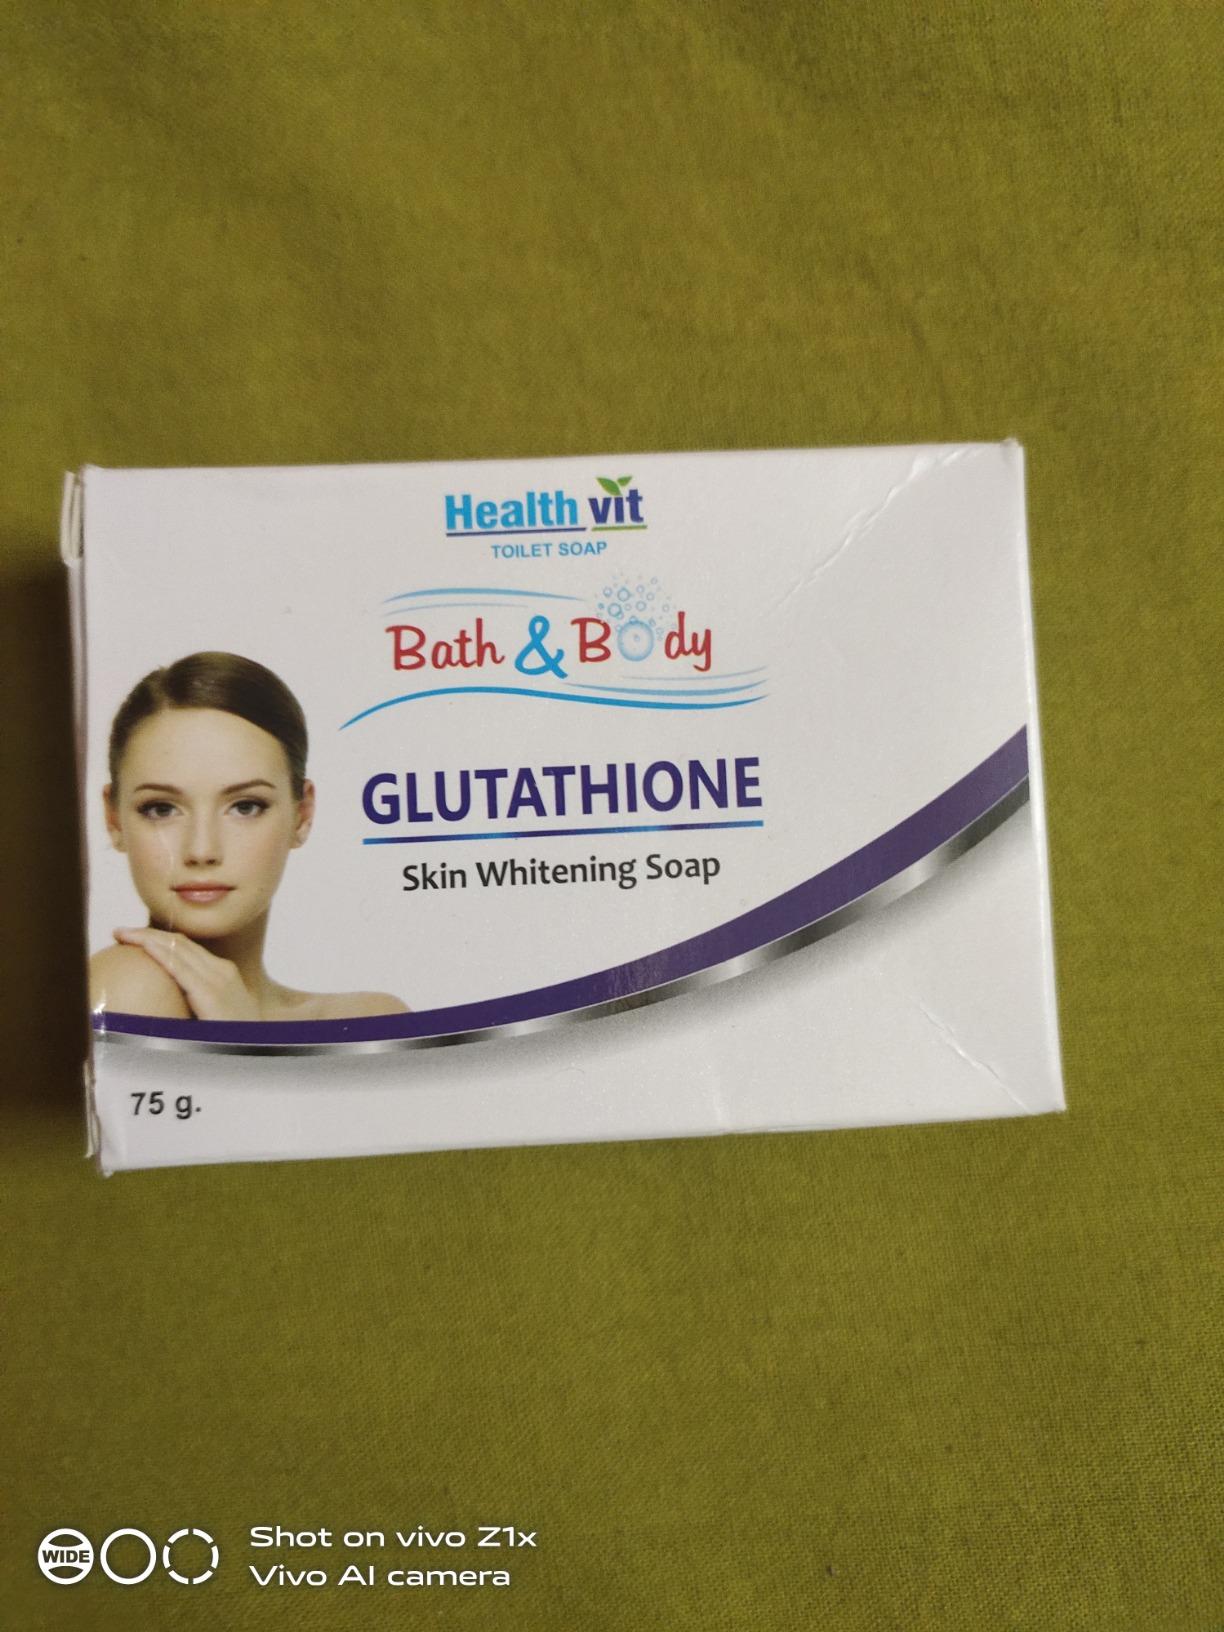 Health vit
TOILET SOAP
Bath & Body
GLUTATHIONE
Skin Whitening Soap
75 g.
WIDE
Shot on vivo Z1x
Vivo AI camera